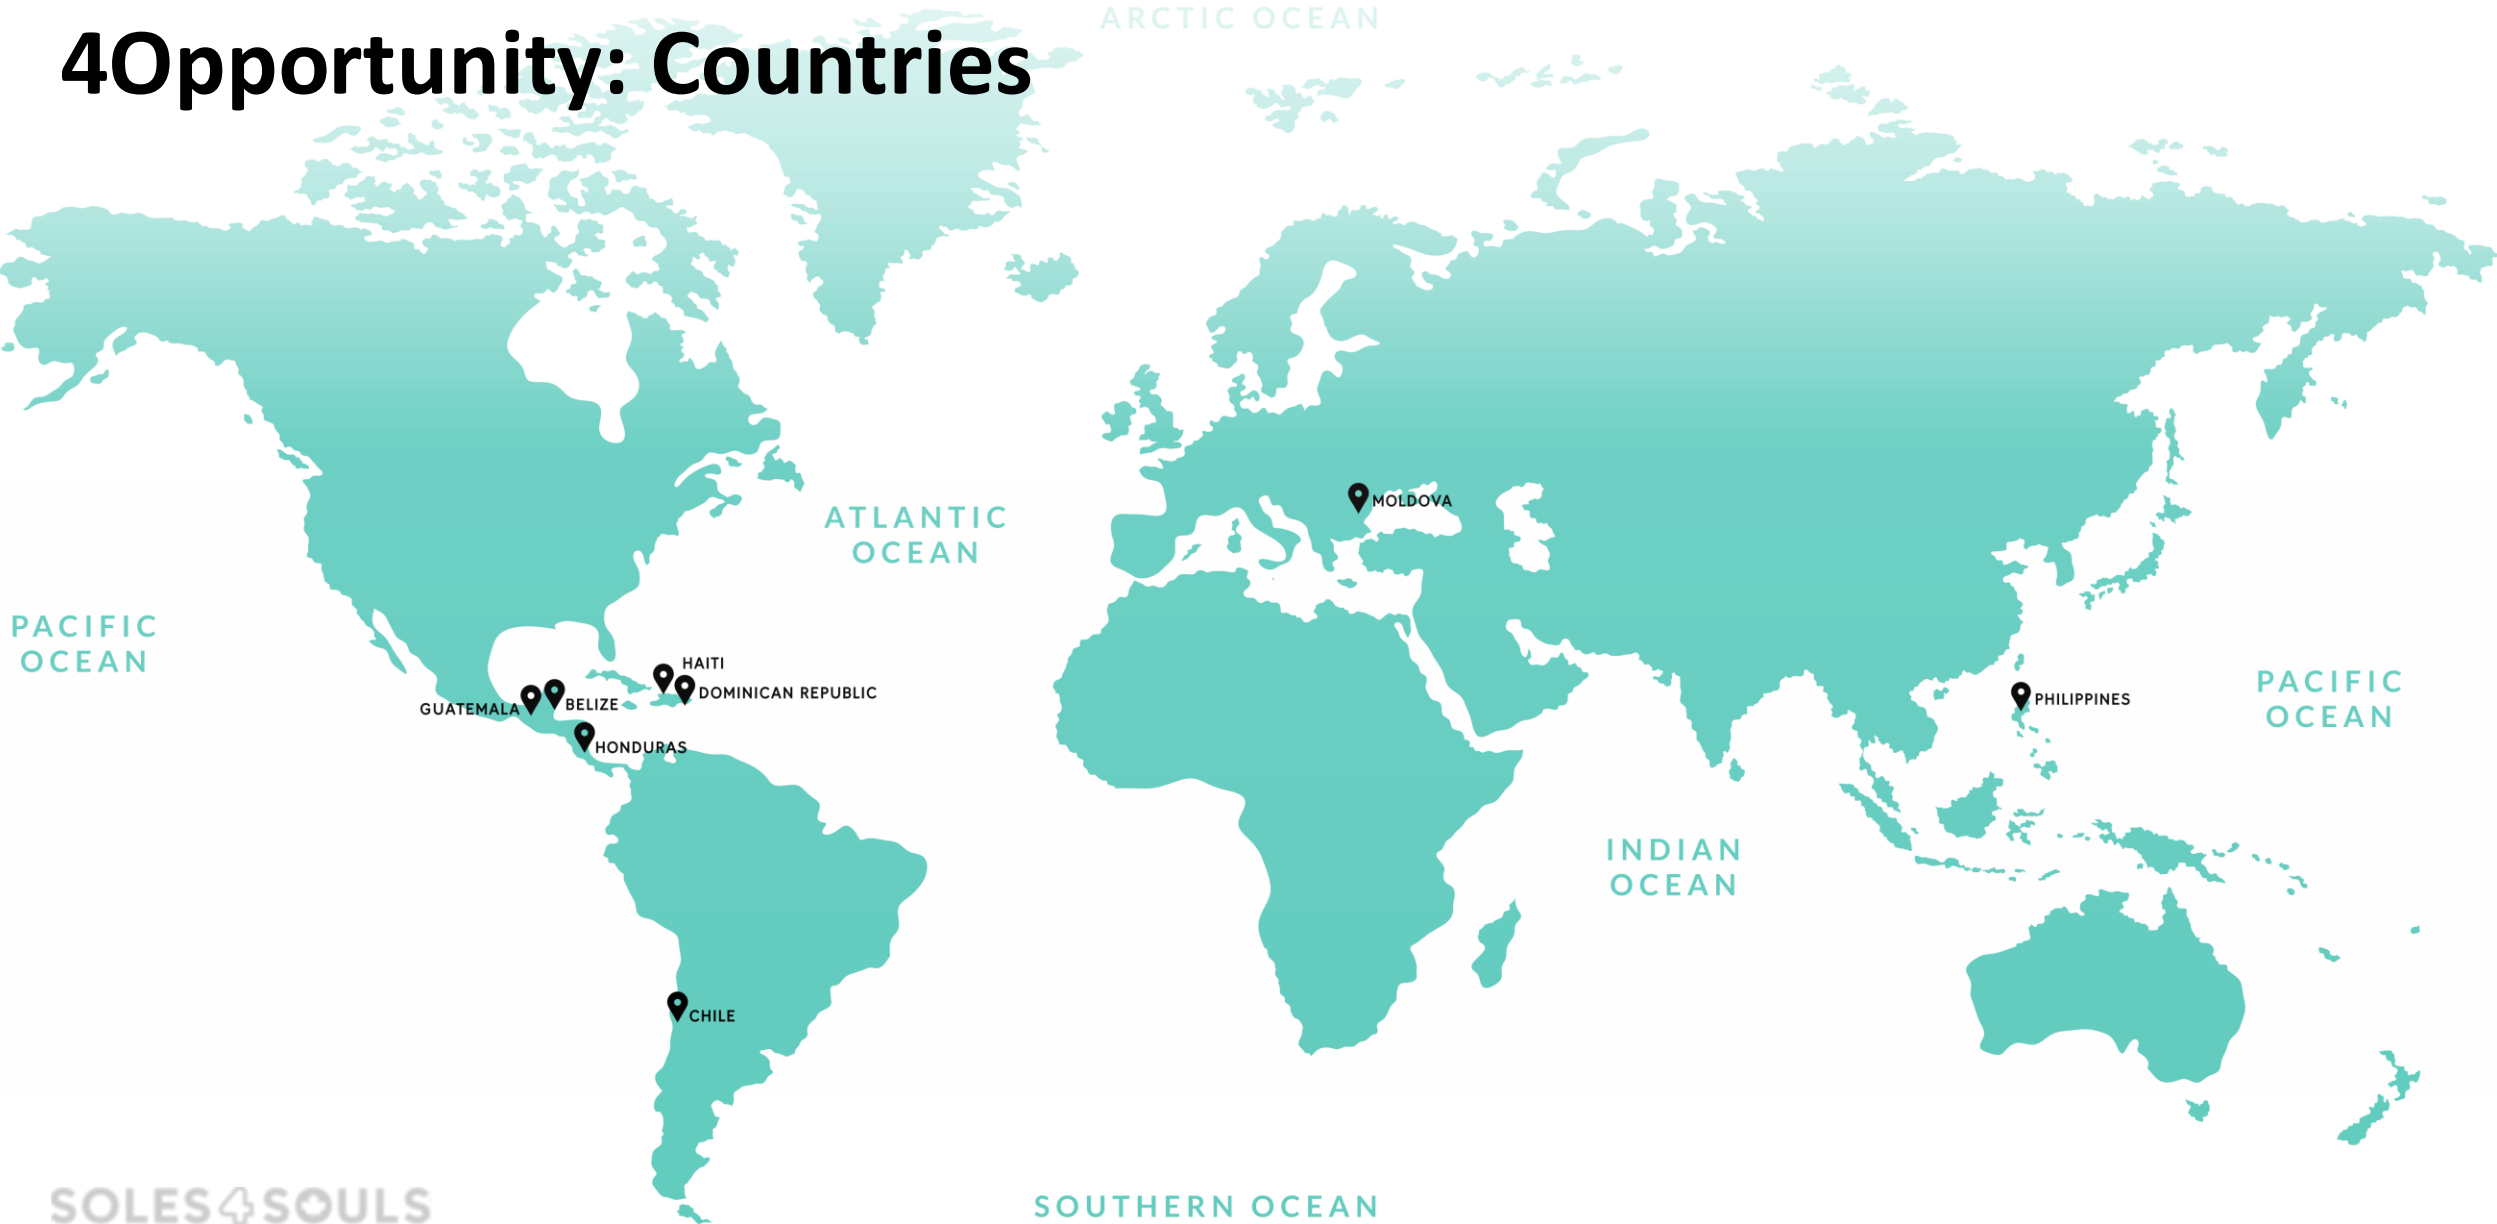 ARCTIC OCEAN
4Opportunity: Countries
MOLDOVA
ATLANTIC
OCEAN
PACIFIC
OCEAN
HAITI
DOMINICAN REPUBLIC
GUATEMALA
BELIZE
HONDURAS
PHILIPPINES
PACIFIC
OCEAN
INDIAN
OCEAN
CHILE
SOLES4SOULS
SOUTHERN OCEAN